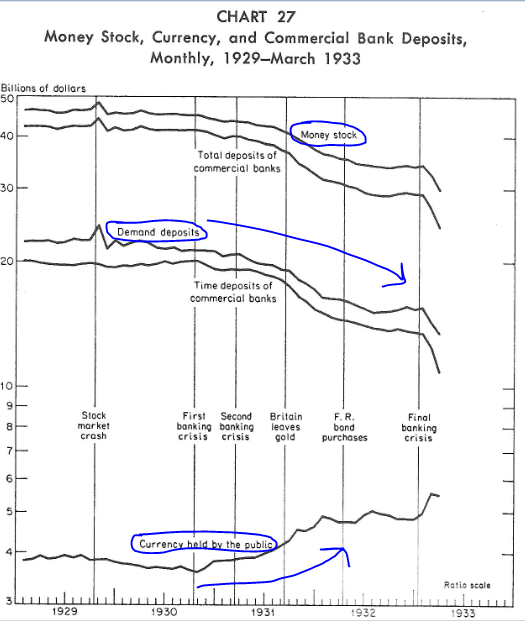 CHART 27
Money Stock, Currency, and Commercial Bank Deposits,
Monthly, 1929–March 1933
Billions of dollars
50
40
Money stock
Total deposits of
commercial banks
30
Demand deposits
20
Time deposits of
commercial banks
10
9
8
7
6
5
4
3
Stock
market
crash
First
banking
crisis
Second
banking
crisis
Britain
leaves
gold
F. R.
bond
purchases
Final
banking
crisis
Currency held by the public
Ratio scale
1929
1930
1931
1932
1933